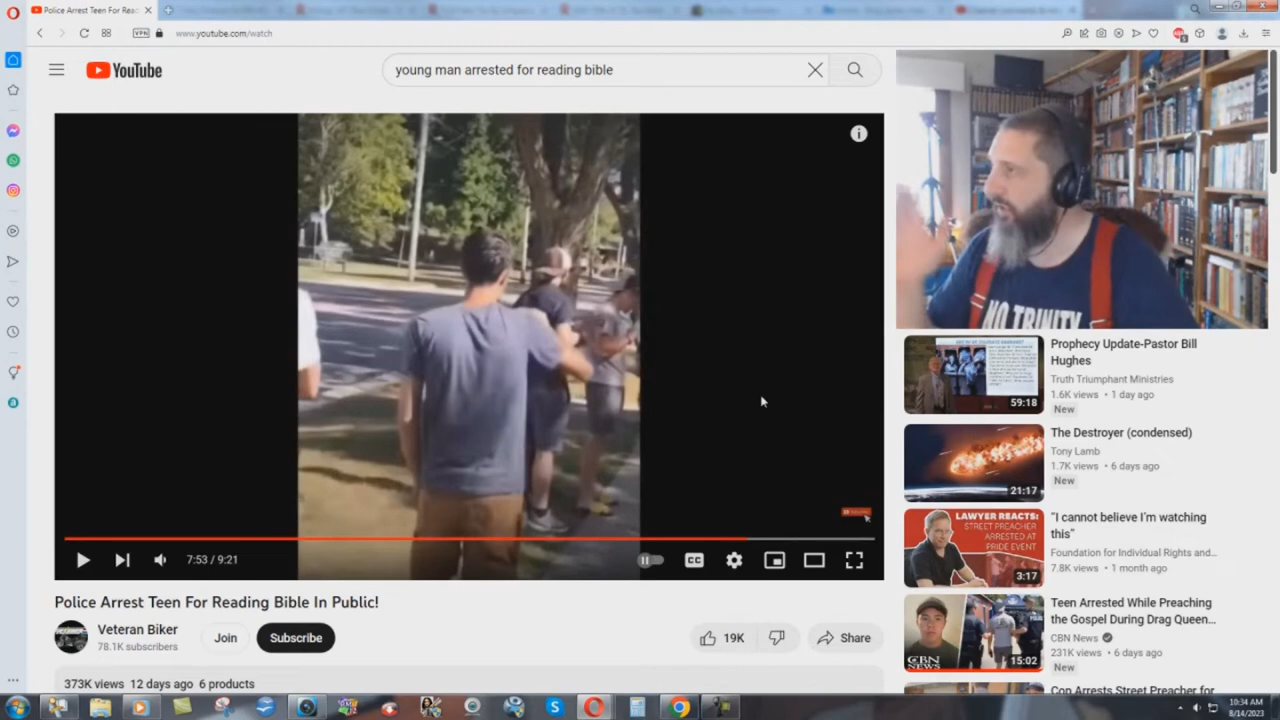 Police Arrest Teen For Read
VPN
www.youtube.com/watch
YouTube
young man arrested for reading bible
NO TRINITY
7:53 / 9:21
CC
Police Arrest Teen For Reading Bible In Public!
Veteran Biker
78.1K subscribers
Join
Subscribe
19K
Share
373K views 12 days ago 6 products
59:18
Prophecy Update-Pastor Bill
Hughes
Truth Triumphant Ministries
1.6K views • 1 day ago
New
21:17
The Destroyer (condensed)
Tony Lamb
1.7K views • 6 days ago
New
LAWYER REACTS:
STREET PREACHER
ARRESTED AT
PRIDE EVENT
3:17
"I cannot believe I'm watching
this"
Foundation for Individual Rights and...
7.8K views • 1 month ago
CBN
NEWS
15:02
Teen Arrested While Preaching
the Gospel During Drag Queen...
CBN News
231K views • 6 days ago
New
Cop Arrests Street Preacher for
10:34 AM
8/14/2023